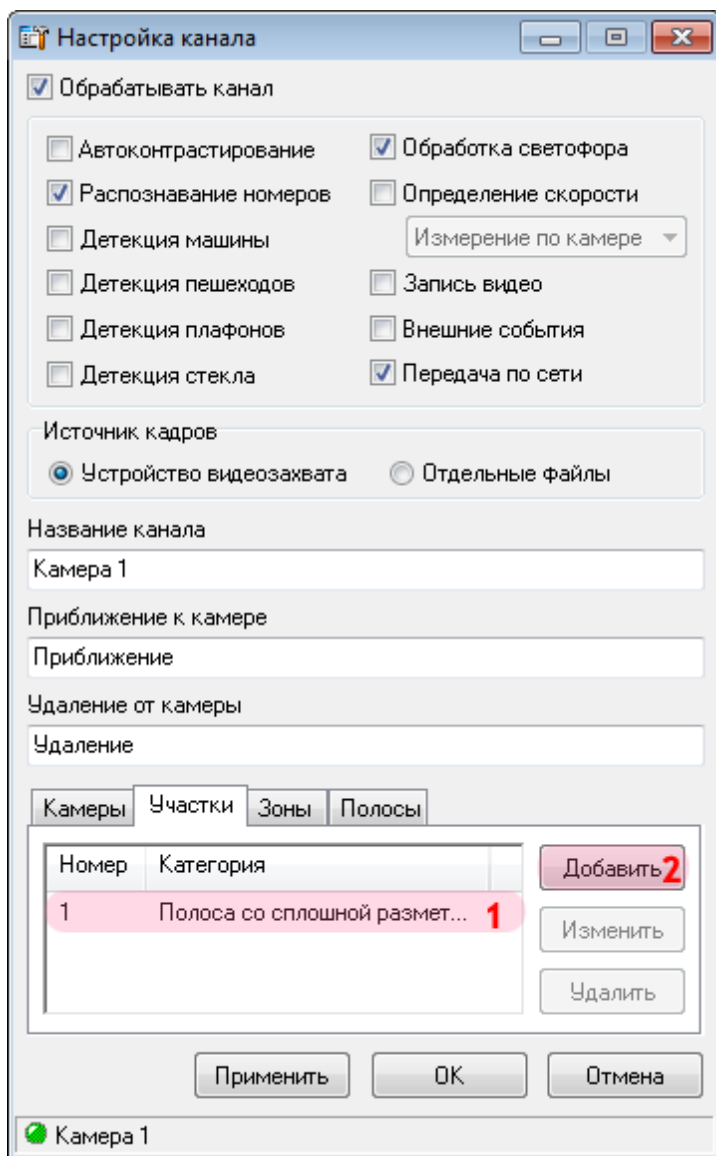 Настройка канала
Обрабатывать канал
Автоконтрастирование
Обработка светофора
Распознавание номеров
Определение скорости
Детекция машины
Измерение по камере
Детекция пешеходов
Запись видео
Детекция плафонов
Внешние события
Детекция стекла
Передача по сети
Источник кадров
Устройство видеозахвата
Отдельные файлы
Название канала
Камера 1
Приближение к камере
Приближение
Удаление от камеры
Удаление
Камеры Участки Зоны Полосы
Номер Категория
Добавить 2
1 Полоса со сплошной размет... 1
Изменить
Удалить
Применить OK Отмена
Камера 1